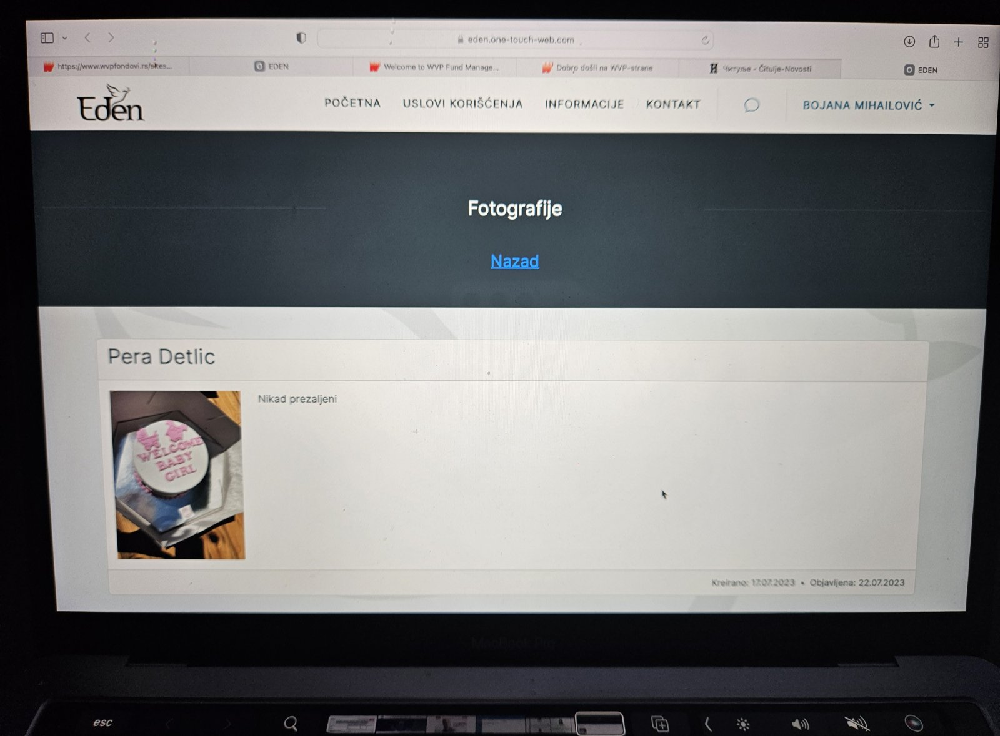 eden.one-touch-web.com
https://www.wvpfondovi.rs/sites...
EDEN
Welcome to WVP Fund Manage...
Dobro došli na WVP-strane
Читуље - Čitulje-Novosti
EDEN
Eden
POČETNA
USLOVI KORIŠĆENJA
INFORMACIJE
KONTAKT
BOJANA MIHAILOVIĆ
Fotografije
Nazad
Pera Detlic
Nikad prezaljeni
WELCOME
BABY
GIRL
Kreirano: 17.07.2023 • Objavljena: 22.07.2023
MacBook Pro
esc